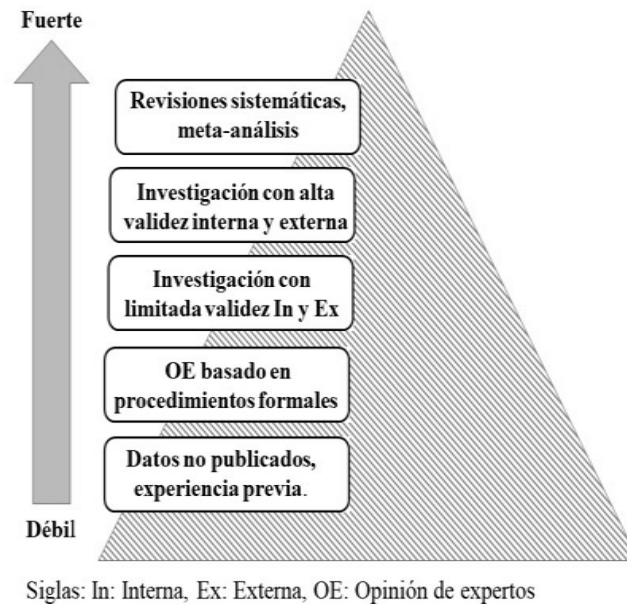 Fuerte
Revisiones sistemáticas,
meta-análisis
Investigación con alta
validez interna y externa
Investigación con
limitada validez In y Ex
OE basado en
procedimientos formales
Datos no publicados,
experiencia previa.
Débil
Siglas: In: Interna, Ex: Externa, OE: Opinión de expertos